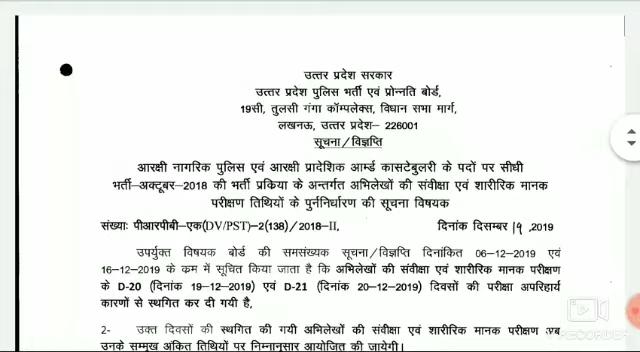 उत्तर प्रदेश सरकार
उत्तर प्रदेश पुलिस भर्ती एवं प्रोन्नति बोर्ड,
19सी, तुलसी गंगा कॉम्पलेक्स, विधान सभा मार्ग,
लखनऊ, उत्तर प्रदेश– 226001
सूचना/विज्ञप्ति
आरक्षी नागरिक पुलिस एवं आरक्षी प्रादेशिक आर्म्ड कास्टेबुलरी के पदों पर सीधी
भर्ती–अक्टूबर–2018 की भर्ती प्रकिया के अन्तर्गत अभिलेखों की संवीक्षा एवं शारीरिक मानक
परीक्षण तिथियों के पुर्ननिर्धारण की सूचना विषयक
संख्याः पीआरपीबी–एक(DV/PST)–2(138)/2018–II, दिनांक दिसम्बर 19, 2019
उपर्युक्त विषयक बोर्ड की समसंख्यक सूचना/विज्ञप्ति दिनांकित 06-12-2019 एवं
16-12-2019 के कम में सूचित किया जाता है कि अभिलेखों की संवीक्षा एवं शारीरिक मानक परीक्षण
के D-20 (दिनांक 19-12-2019) एवं D-21 (दिनांक 20-12-2019) दिवसों की परीक्षा अपरिहार्य
कारणों से स्थगित कर दी गयी है,
2- उक्त दिवसों की स्थगित की गयी अभिलेखों की संवीक्षा एवं शारीरिक मानक परीक्षण अब
उनके सम्मुख अंकित तिथियों पर निम्नानुसार आयोजित की जायेगी।
RECORDER